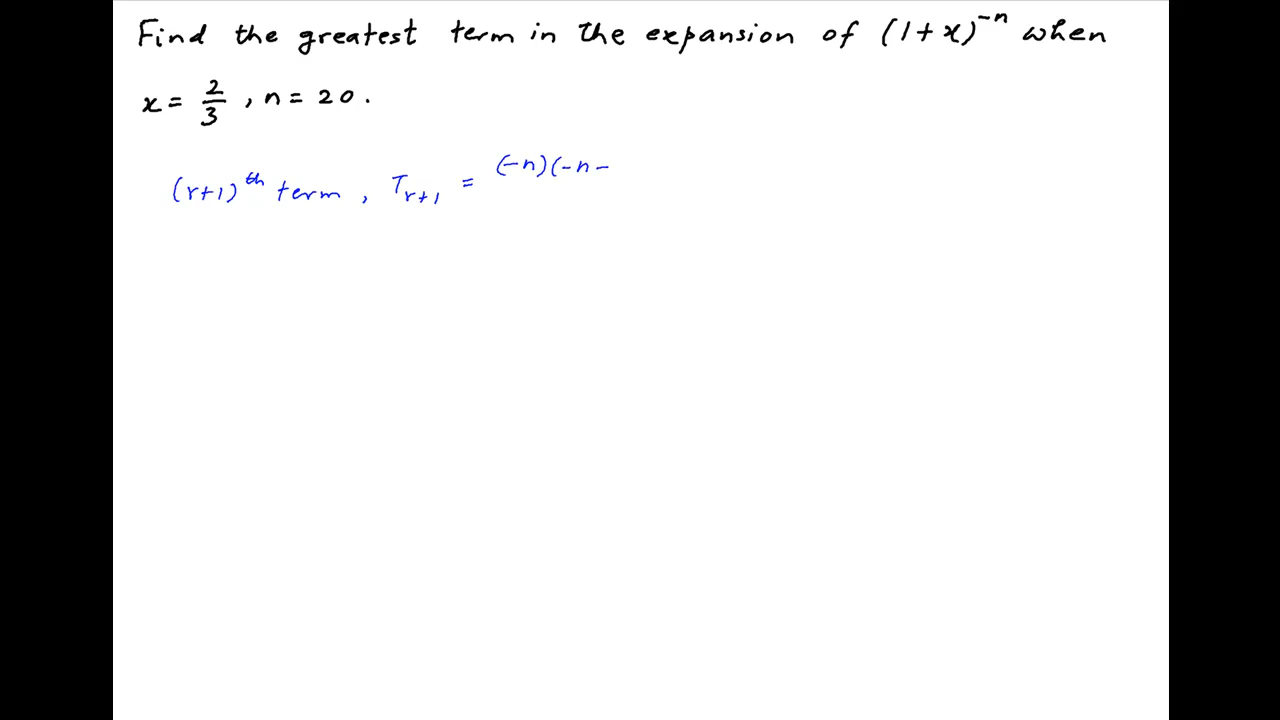 Find the greatest term in the expansion of (1+x)⁻ⁿ when
x = 2/3, n = 20.
(r+1)ᵗʰ term, Tᵣ₊₁ = (-n)(-n-